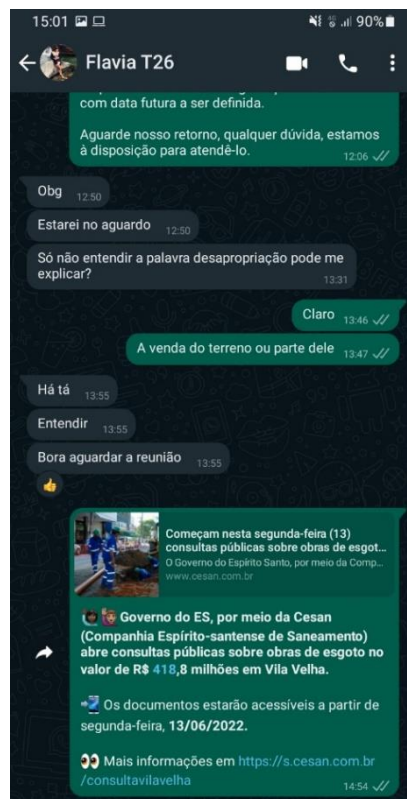 15:01 90%
Flavia T26
com data futura a ser definida.
Aguarde nosso retorno, qualquer dúvida, estamos
à disposição para atendê-lo.
12:06
Obg 12:50
Estarei no aguardo 12:50
Só não entendir a palavra desapropriação pode me
explicar?
13:31
Claro 13:46
A venda do terreno ou parte dele 13:47
Há tá 13:55
Entendir 13:55
Bora aguardar a reunião 13:55
Começam nesta segunda-feira (13)
consultas públicas sobre obras de esgot...
O Governo do Espírito Santo, por meio da Comp...
www.cesan.com.br
Governo do ES, por meio da Cesan
(Companhia Espírito-santense de Saneamento)
abre consultas públicas sobre obras de esgoto no
valor de R$ 418,8 milhões em Vila Velha.
Os documentos estarão acessíveis a partir de
segunda-feira, 13/06/2022.
Mais informações em https://s.cesan.com.br
/consultavilavelha
14:54